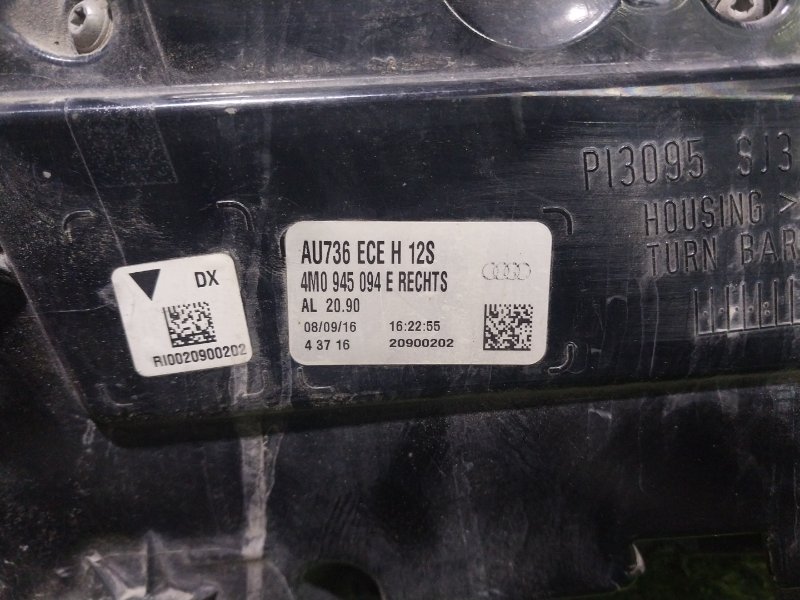 PI3095 SJ3
HOUSING >
TURN BAR
DX
RI0020900202
AU736 ECE H 12S
4M0 945 094 E RECHTS
AL 20.90
08/09/16 16:22:55
4 37 16 20900202